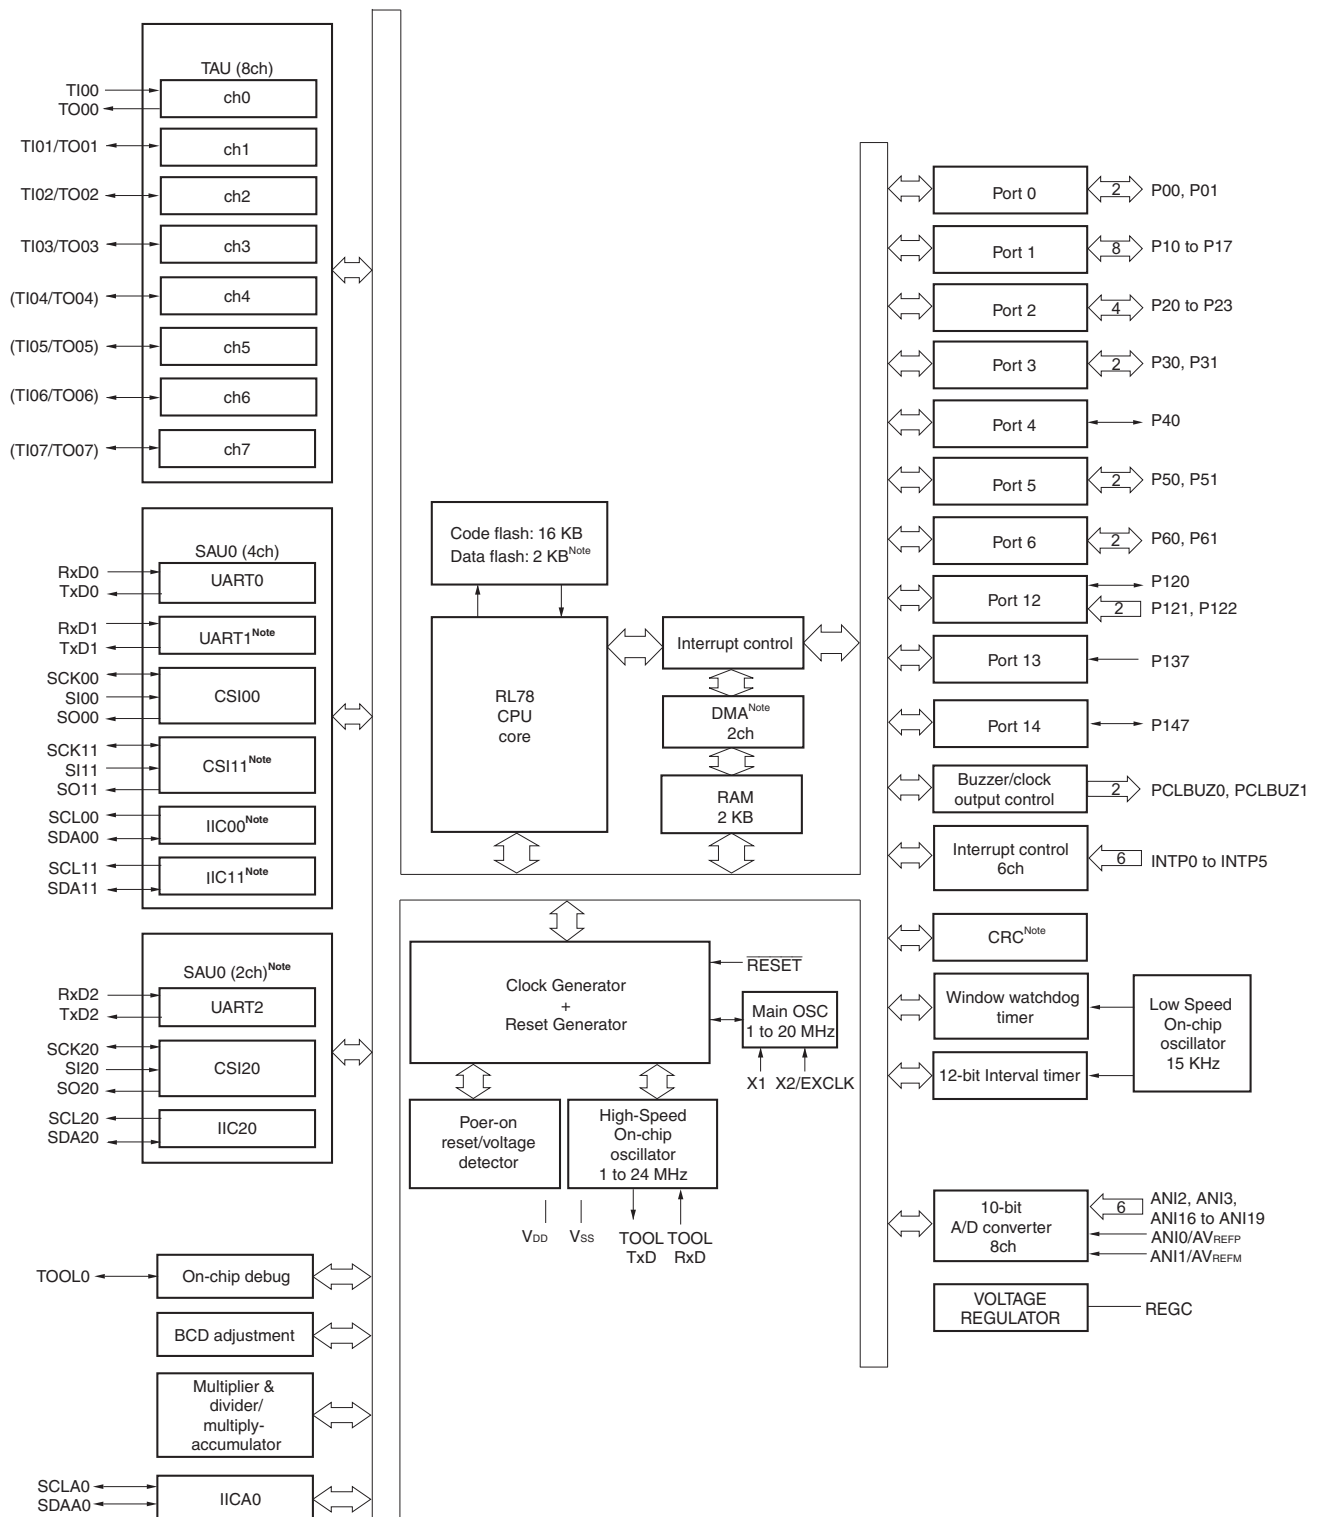 TAU (8ch)
TI00
TO00
ch0
TI01/TO01
ch1
TI02/TO02
ch2
TI03/TO03
ch3
(TI04/TO04)
ch4
(TI05/TO05)
ch5
(TI06/TO06)
ch6
(TI07/TO07)
ch7
SAU0 (4ch)
RxD0
TxD0
UART0
RxD1
TxD1
UART1Note
SCK00
SI00
SO00
CSI00
SCK11
SI11
SO11
CSI11Note
SCL00
SDA00
IIC00Note
SCL11
SDA11
IIC11Note
SAU0 (2ch)Note
RxD2
TxD2
UART2
SCK20
SI20
SO20
CSI20
SCL20
SDA20
IIC20
TOOL0
On-chip debug
BCD adjustment
Multiplier &
divider/
multiply-
accumulator
SCLA0
SDAA0
IICA0
Code flash: 16 KB
Data flash: 2 KBNote
RL78
CPU
core
Interrupt control
DMANote
2ch
RAM
2 KB
Clock Generator
+
Reset Generator
RESET
Main OSC
1 to 20 MHz
X1 X2/EXCLK
Poer-on
reset/voltage
detector
High-Speed
On-chip
oscillator
1 to 24 MHz
VDD
VSS
TOOL
TxD
TOOL
RxD
Port 0
2
P00, P01
Port 1
8
P10 to P17
Port 2
4
P20 to P23
Port 3
2
P30, P31
Port 4
P40
Port 5
2
P50, P51
Port 6
2
P60, P61
Port 12
P120
2
P121, P122
Port 13
P137
Port 14
P147
Buzzer/clock
output control
2
PCLBUZ0, PCLBUZ1
Interrupt control
6ch
6
INTP0 to INTP5
CRCNote
Window watchdog
timer
Low Speed
On-chip
oscillator
15 KHz
12-bit Interval timer
10-bit
A/D converter
8ch
6
ANI2, ANI3,
ANI16 to ANI19
ANI0/AVREFP
ANI1/AVREFM
VOLTAGE
REGULATOR
REGC